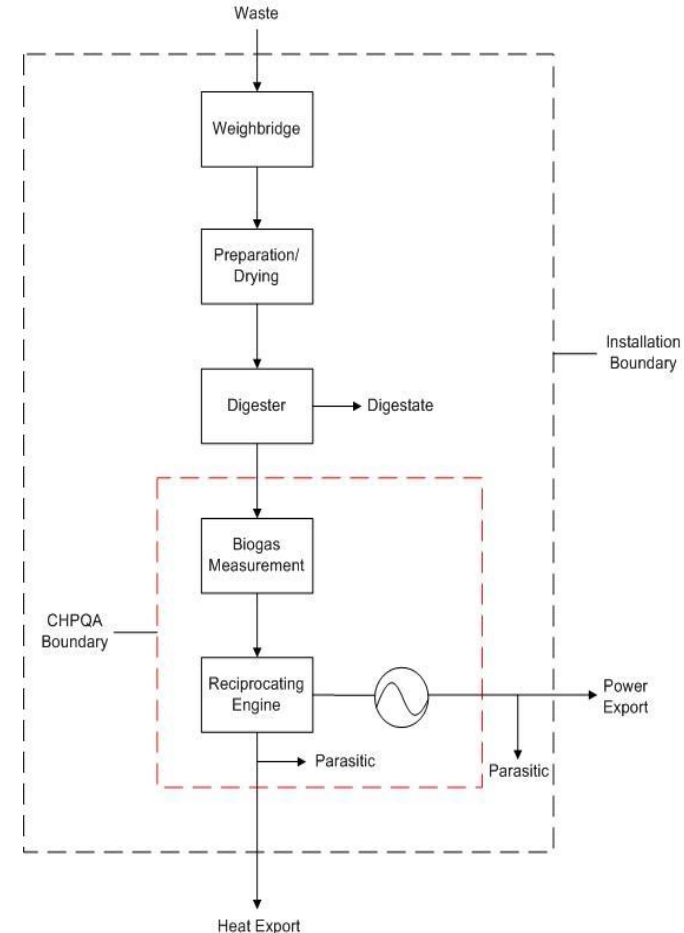 Waste
Weighbridge
Preparation/
Drying
Installation
Boundary
Digester
Digestate
Biogas
Measurement
CHPQA
Boundary
Reciprocating
Engine
Power
Export
Parasitic
Parasitic
Heat Export